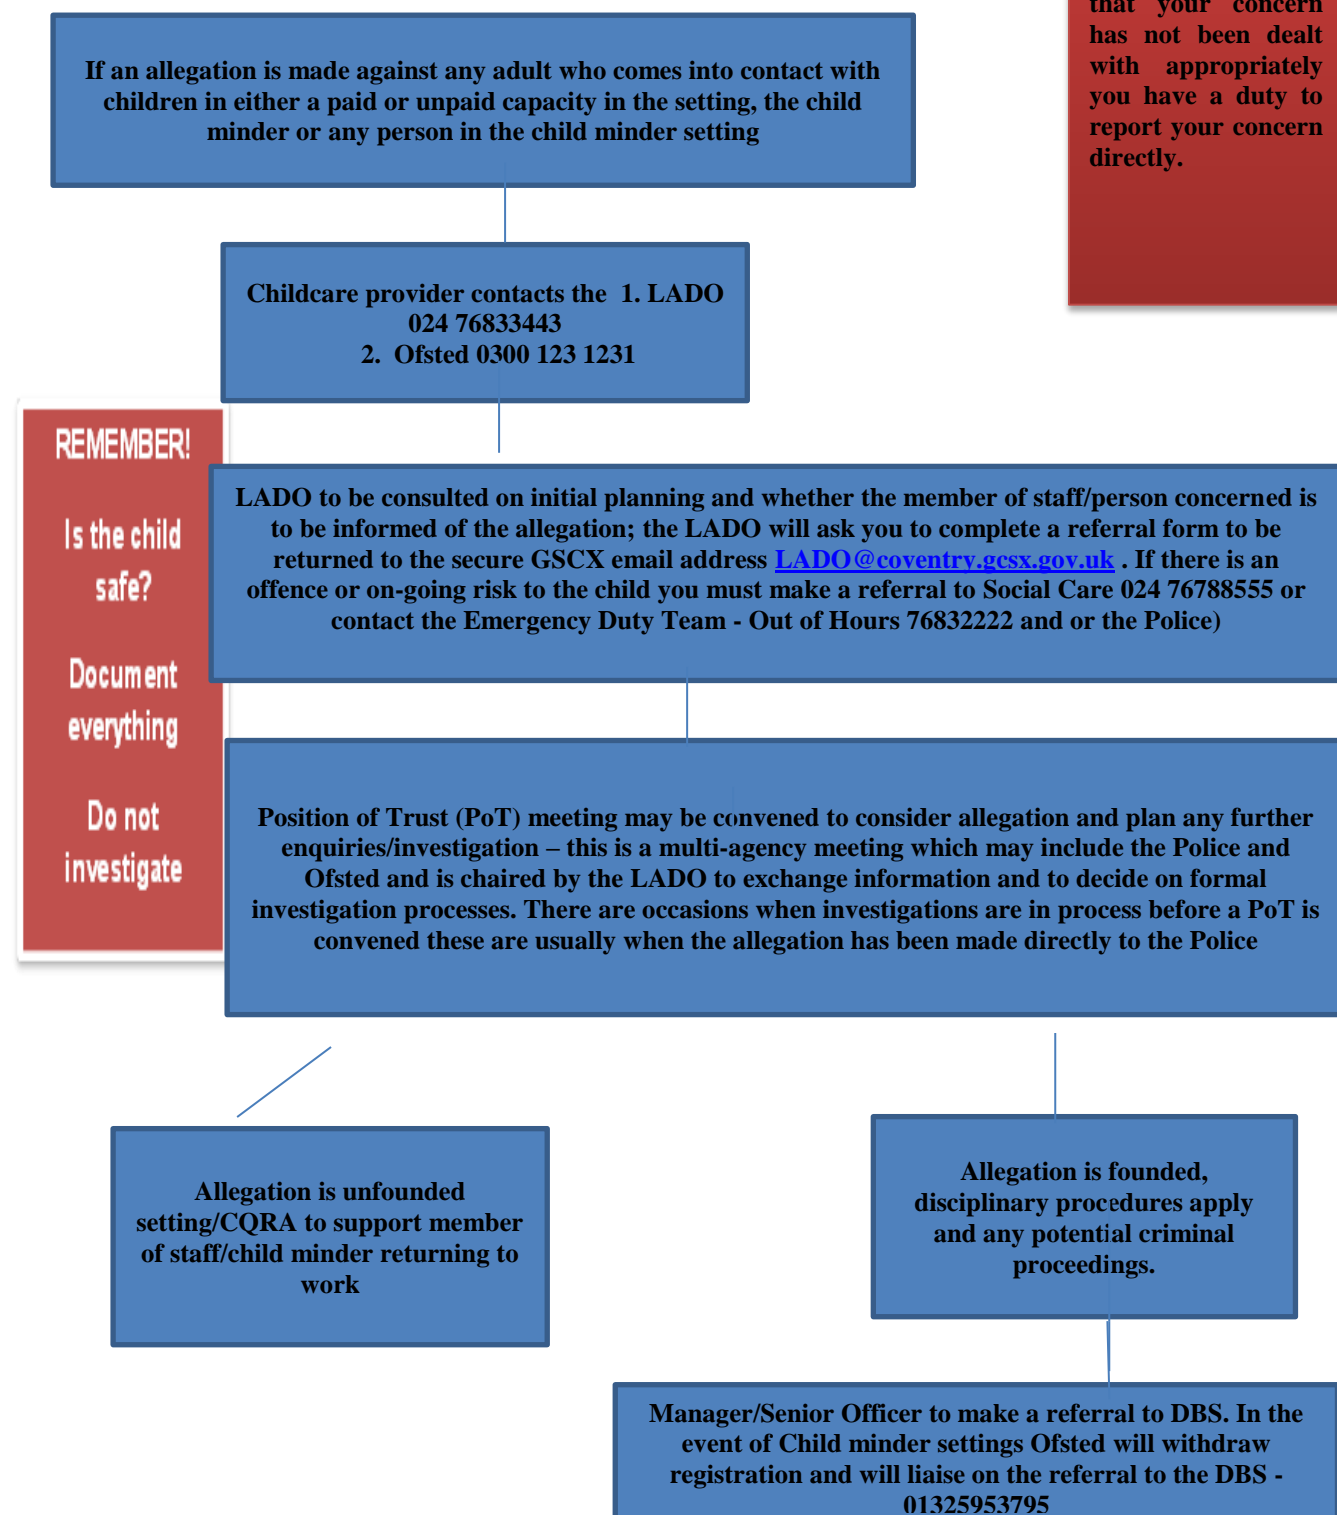 that your concern
has not been dealt
with appropriately
you have a duty to
report your concern
directly.
If an allegation is made against any adult who comes into contact with
children in either a paid or unpaid capacity in the setting, the child
minder or any person in the child minder setting
Childcare provider contacts the 1. LADO
024 76833443
2. Ofsted 0300 123 1231
REMEMBER!
Is the child
safe?
Document
everything
Do not
investigate
LADO to be consulted on initial planning and whether the member of staff/person concerned is
to be informed of the allegation; the LADO will ask you to complete a referral form to be
returned to the secure GSCX email address LADO@coventry.gcsx.gov.uk . If there is an
offence or on-going risk to the child you must make a referral to Social Care 024 76788555 or
contact the Emergency Duty Team - Out of Hours 76832222 and or the Police)
Position of Trust (PoT) meeting may be convened to consider allegation and plan any further
enquiries/investigation – this is a multi-agency meeting which may include the Police and
Ofsted and is chaired by the LADO to exchange information and to decide on formal
investigation processes. There are occasions when investigations are in process before a PoT is
convened these are usually when the allegation has been made directly to the Police
Allegation is unfounded
setting/CQRA to support member
of staff/child minder returning to
work
Allegation is founded,
disciplinary procedures apply
and any potential criminal
proceedings.
Manager/Senior Officer to make a referral to DBS. In the
event of Child minder settings Ofsted will withdraw
registration and will liaise on the referral to the DBS -
01325953795